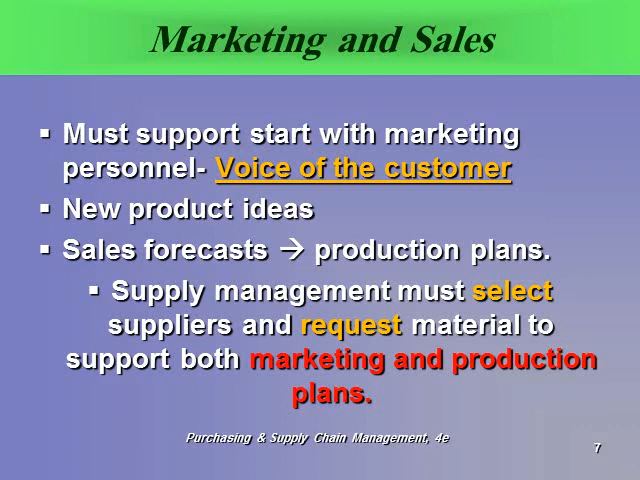 Marketing and Sales
▪ Must support start with marketing
personnel- Voice of the customer
▪ New product ideas
▪ Sales forecasts → production plans.
▪ Supply management must select
suppliers and request material to
support both marketing and production
plans.
Purchasing & Supply Chain Management, 4e
7